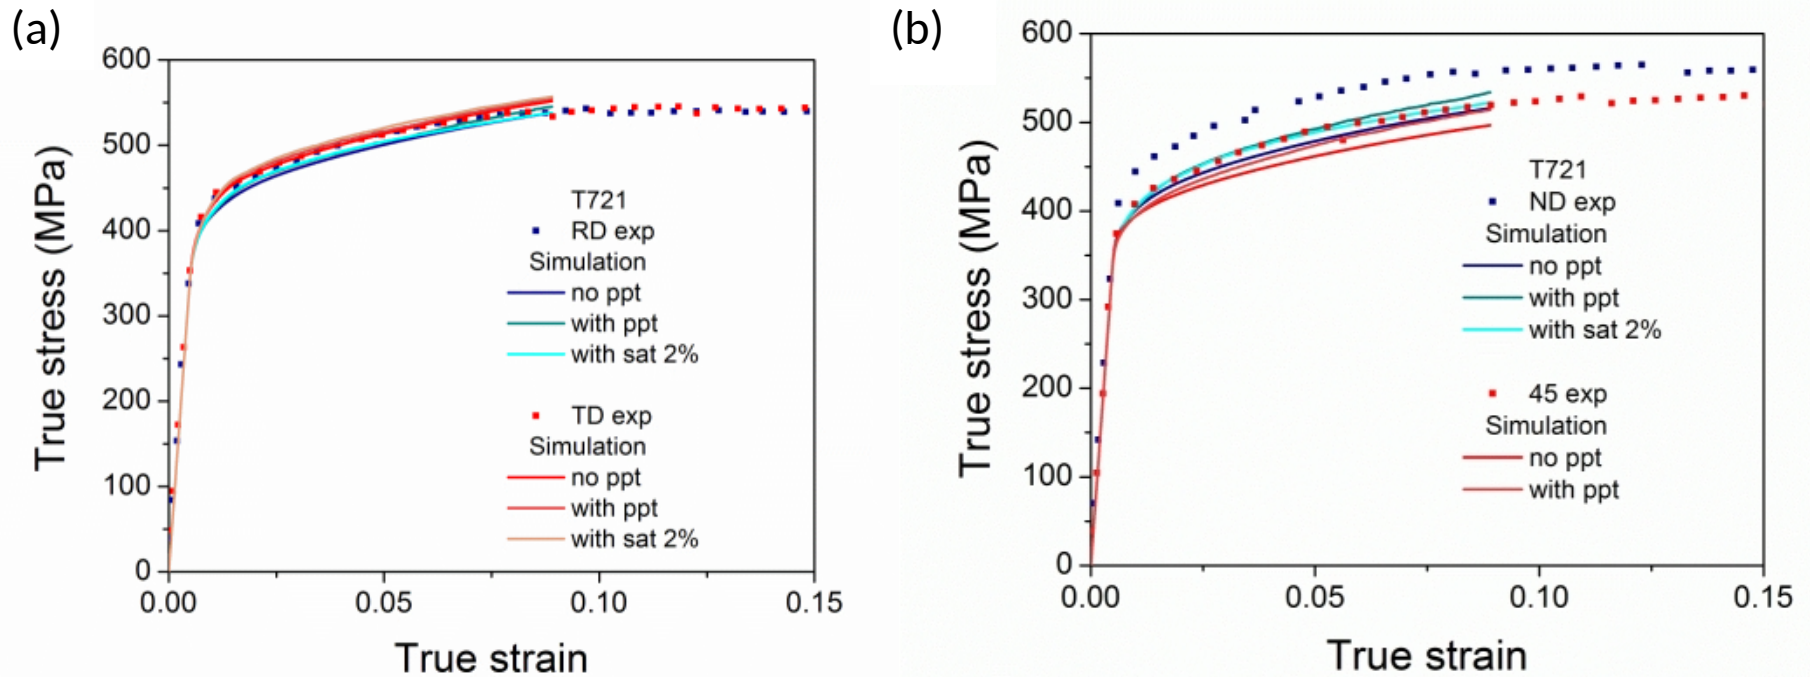 (a)
600
500
400
300
200
100
0
0.00 0.05 0.10 0.15
True stress (MPa)
True strain
T721
RD exp
Simulation
no ppt
with ppt
with sat 2%
TD exp
Simulation
no ppt
with ppt
with sat 2%
(b)
600
500
400
300
200
100
0
0.00 0.05 0.10 0.15
True stress (MPa)
True strain
T721
ND exp
Simulation
no ppt
with ppt
with sat 2%
45 exp
Simulation
no ppt
with ppt